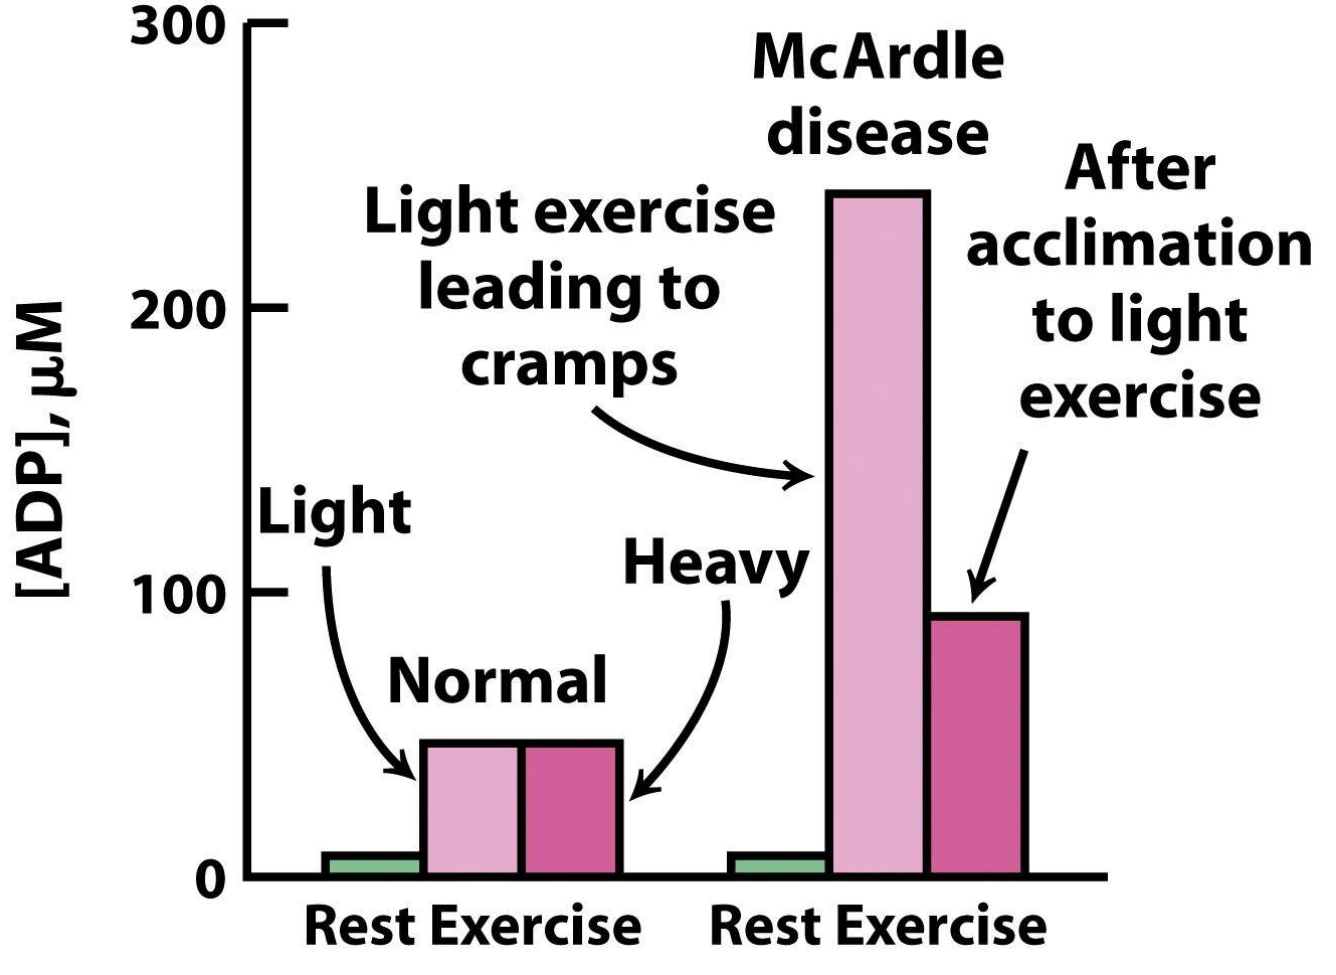 300
200
100
0
[ADP], μM
McArdle
disease
After
acclimation
to light
exercise
Light exercise
leading to
cramps
Light
Heavy
Normal
Rest Exercise
Rest Exercise